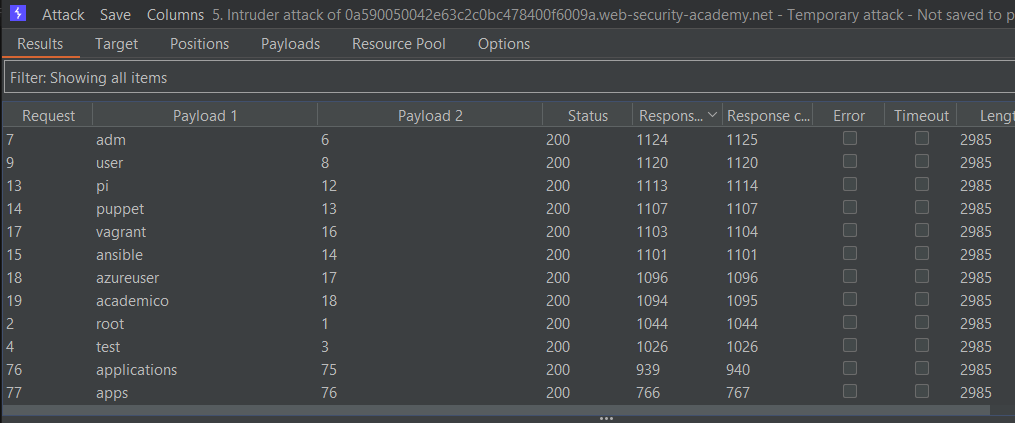 Attack Save Columns 5. Intruder attack of 0a590050042e63c2c0bc478400f6009a.web-security-academy.net - Temporary attack - Not saved to p
Results Target Positions Payloads Resource Pool Options
Filter: Showing all items
Request Payload 1 Payload 2 Status Respons... Response c... Error Timeout Lengt
7 adm 6 200 1124 1125 2985
9 user 8 200 1120 1120 2985
13 pi 12 200 1113 1114 2985
14 puppet 13 200 1107 1107 2985
17 vagrant 16 200 1103 1104 2985
15 ansible 14 200 1101 1101 2985
18 azureuser 17 200 1096 1096 2985
19 academico 18 200 1094 1095 2985
2 root 1 200 1044 1044 2985
4 test 3 200 1026 1026 2985
76 applications 75 200 939 940 2985
77 apps 76 200 766 767 2985